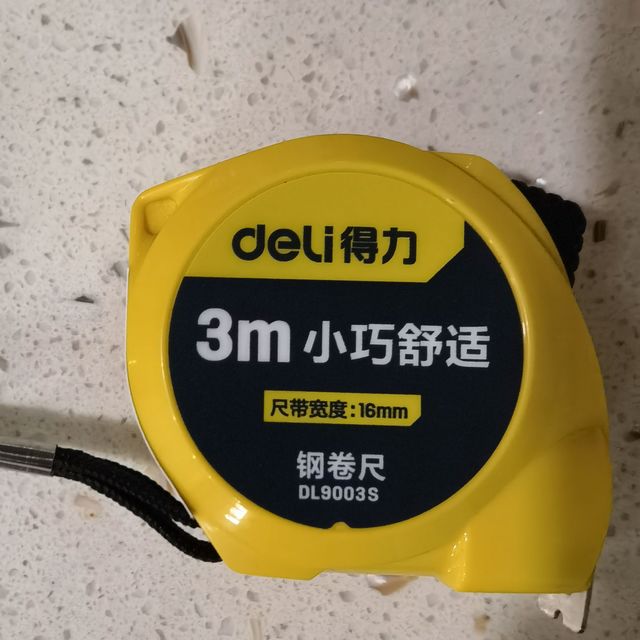 deli得力
3m 小巧舒适
尺带宽度:16mm
钢卷尺
DL9003S